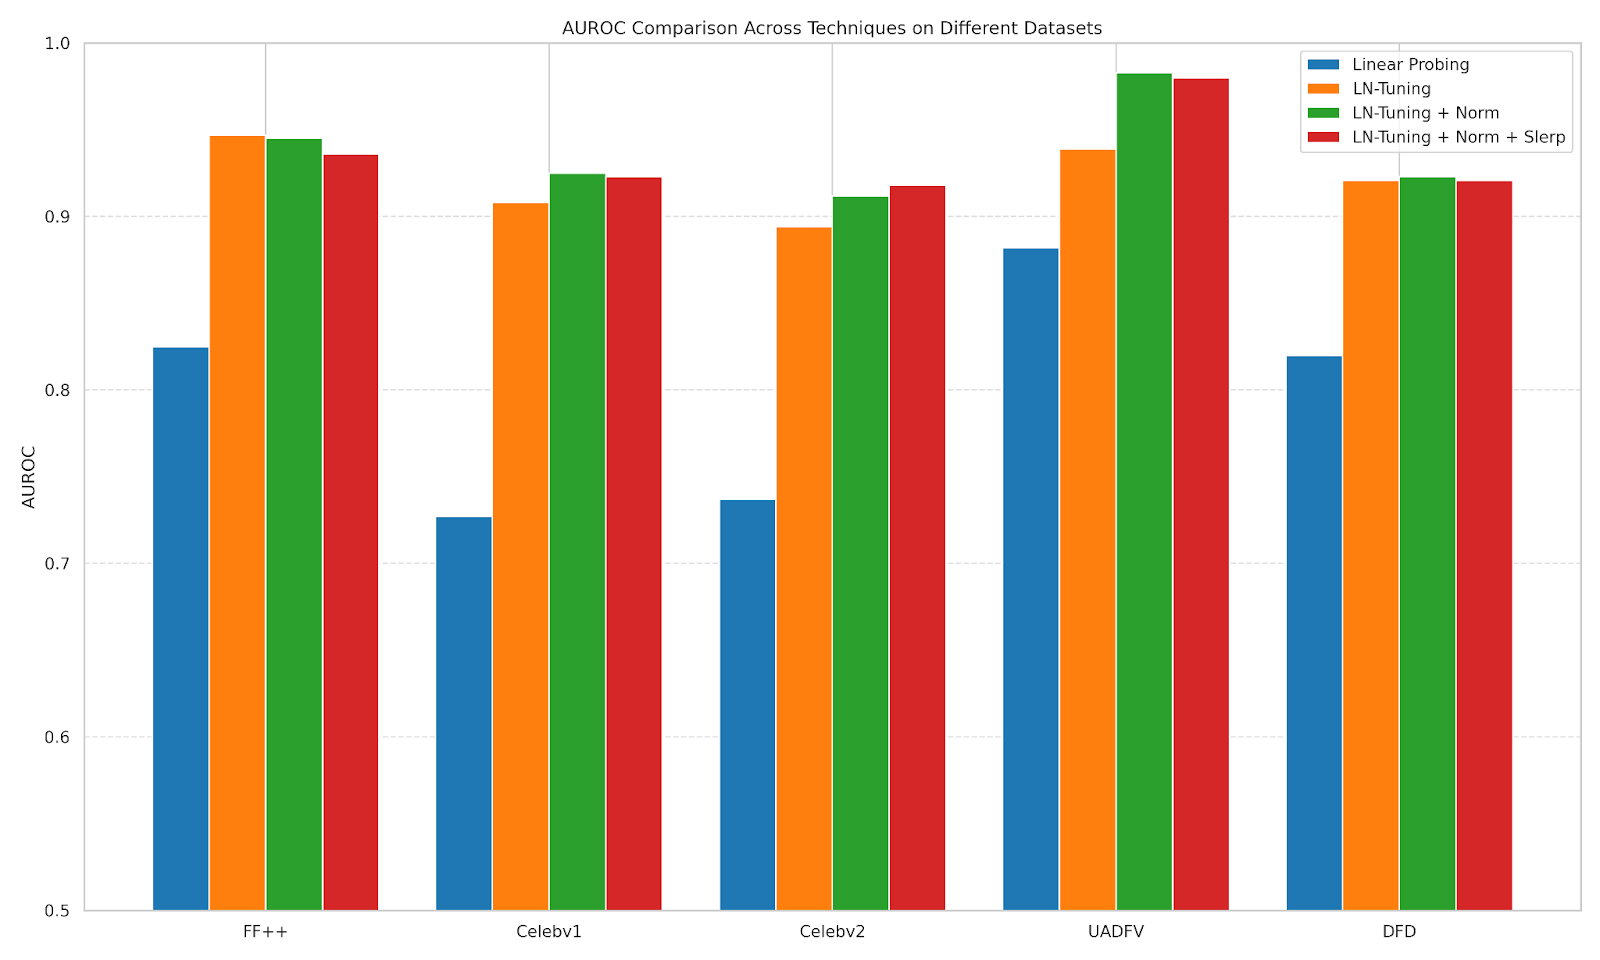 AUROC Comparison Across Techniques on Different Datasets
1.0
0.9
0.8
0.7
0.6
0.5
AUROC
Linear Probing
LN-Tuning
LN-Tuning + Norm
LN-Tuning + Norm + Slerp
FF++
Celebv1
Celebv2
UADFV
DFD